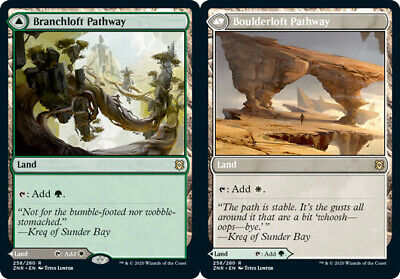 Branchloft Pathway
Land
: Add .
"Not for the bumble-footed nor wobble-
stomached."
—Kreq of Sunder Bay
Land
: Add
258/280 R
ZNR • EN TITUS LUNTER
™ & © 2020 Wizards of the Coast
Boulderloft Pathway
Land
: Add .
"The path is stable. It's the gusts all
around it that are a bit 'whoosh—
oops—bye.'"
—Kreq of Sunder Bay
Land
: Add
258/280 R
ZNR • EN TITUS LUNTER
™ & © 2020 Wizards of the Coast